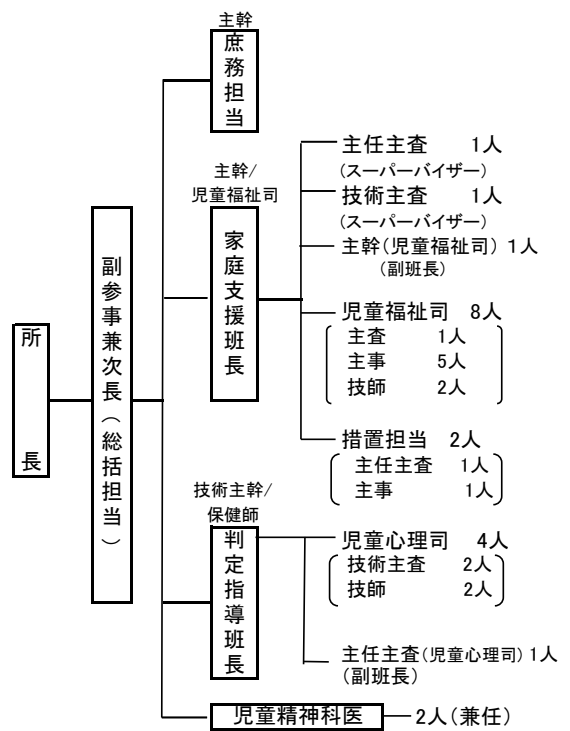 主幹
庶務担当
主任主査 1人
(スーパーバイザー)
技術主査 1人
(スーパーバイザー)
主幹(児童福祉司) 1人
(副班長)
主幹/
児童福祉司
家庭支援班長
児童福祉司 8人
主査 1人
主事 5人
技師 2人
措置担当 2人
主任主査 1人
主事 1人
所長
副参事兼次長(総括担当)
技術主幹/
保健師
判定指導班長
児童心理司 4人
技術主査 2人
技師 2人
主任主査(児童心理司) 1人
(副班長)
児童精神科医
2人(兼任)